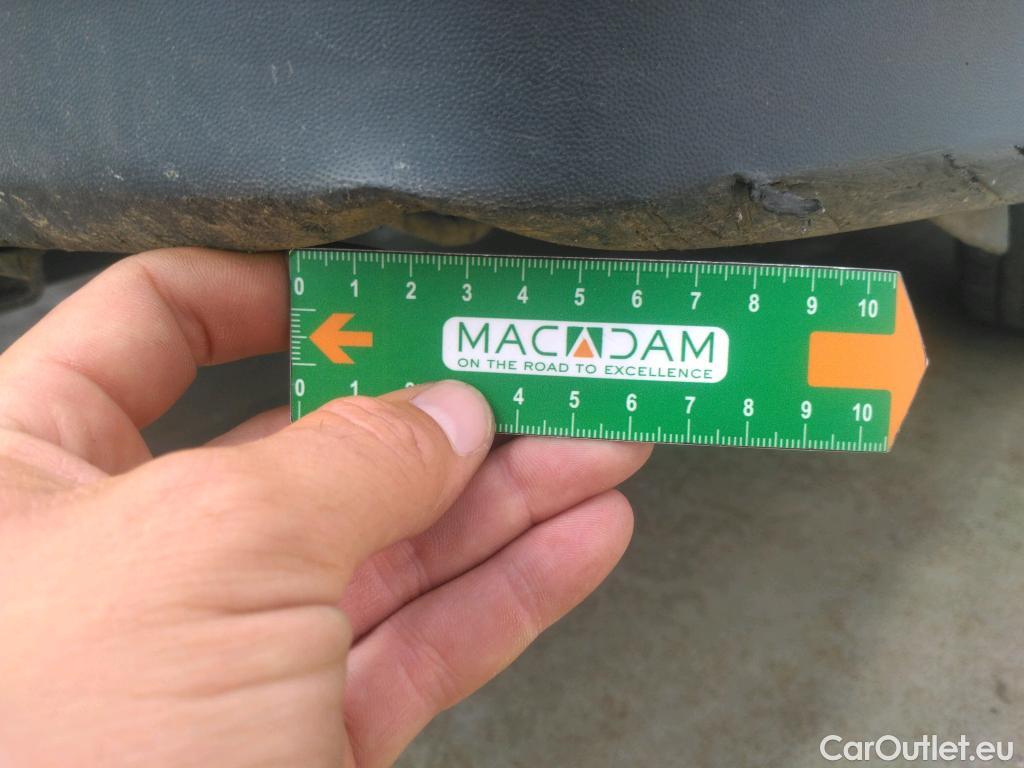 0 1 2 3 4 5 6 7 8 9 10
MACADAM
ON THE ROAD TO EXCELLENCE
0 1 4 5 6 7 8 9 10
CarOutlet.eu